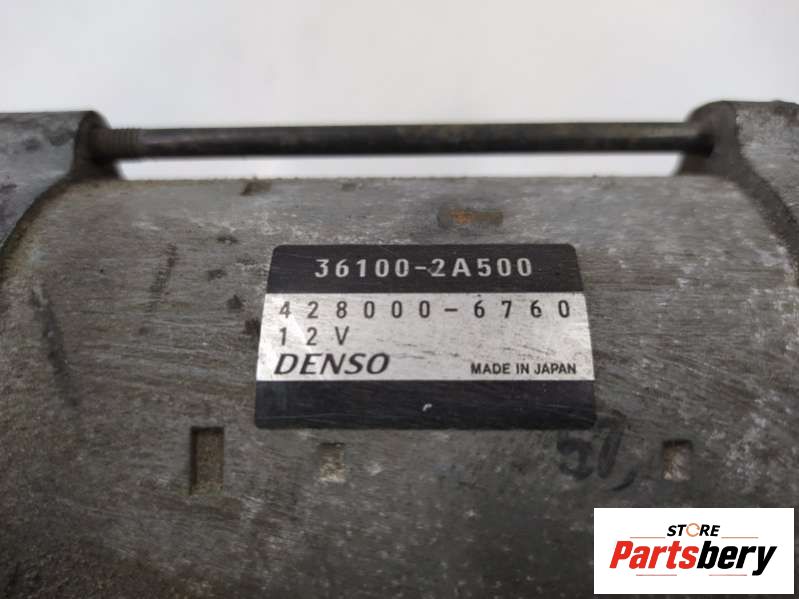 36100-2A500
428000-6760
12V
DENSO MADE IN JAPAN
STORE
Partsbery